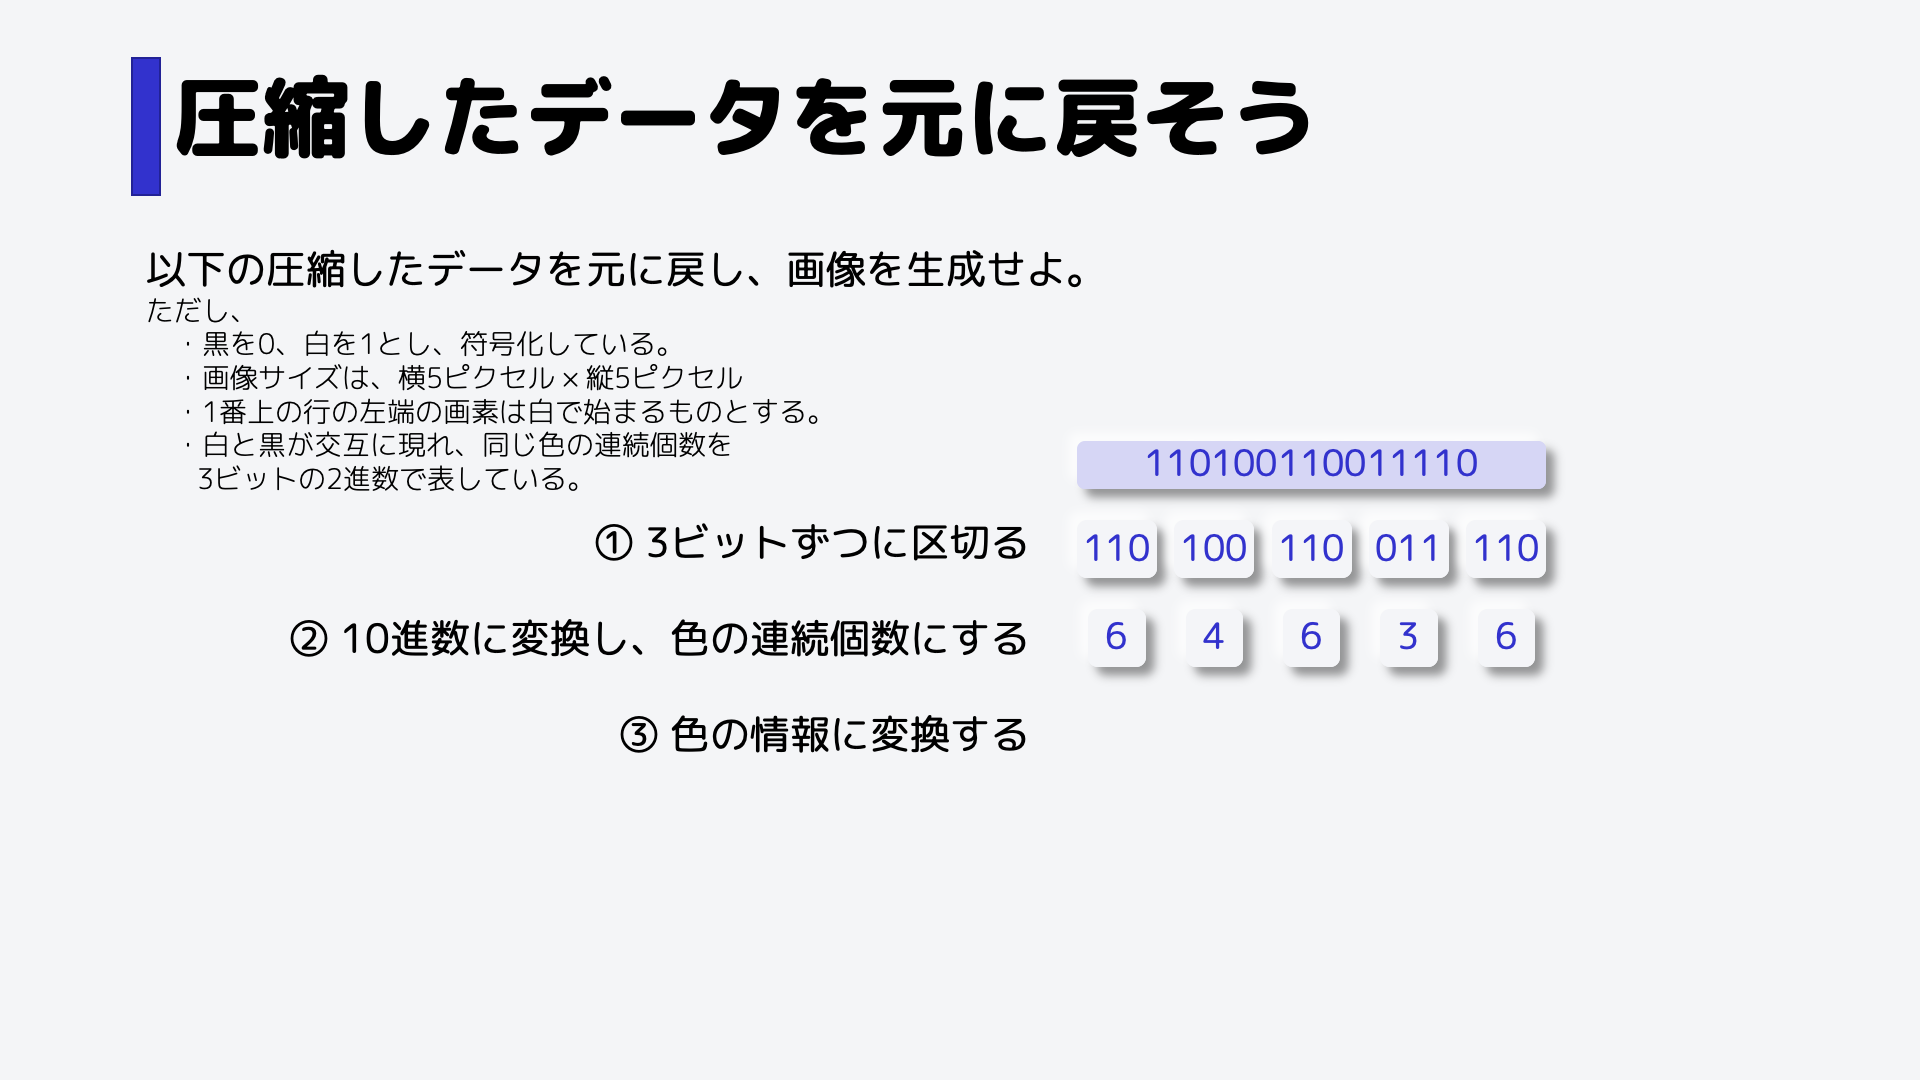 圧縮したデータを元に戻そう
以下の圧縮したデータを元に戻し、画像を生成せよ。
ただし、
・黒を0、白を1とし、符号化している。
・画像サイズは、横5ピクセル×縦5ピクセル
・1番上の行の左端の画素は白で始まるものとする。
・白と黒が交互に現れ、同じ色の連続個数を
3ビットの2進数で表している。
110100110011110
① 3ビットずつに区切る 110 100 110 011 110
② 10進数に変換し、色の連続個数にする 6 4 6 3 6
③ 色の情報に変換する